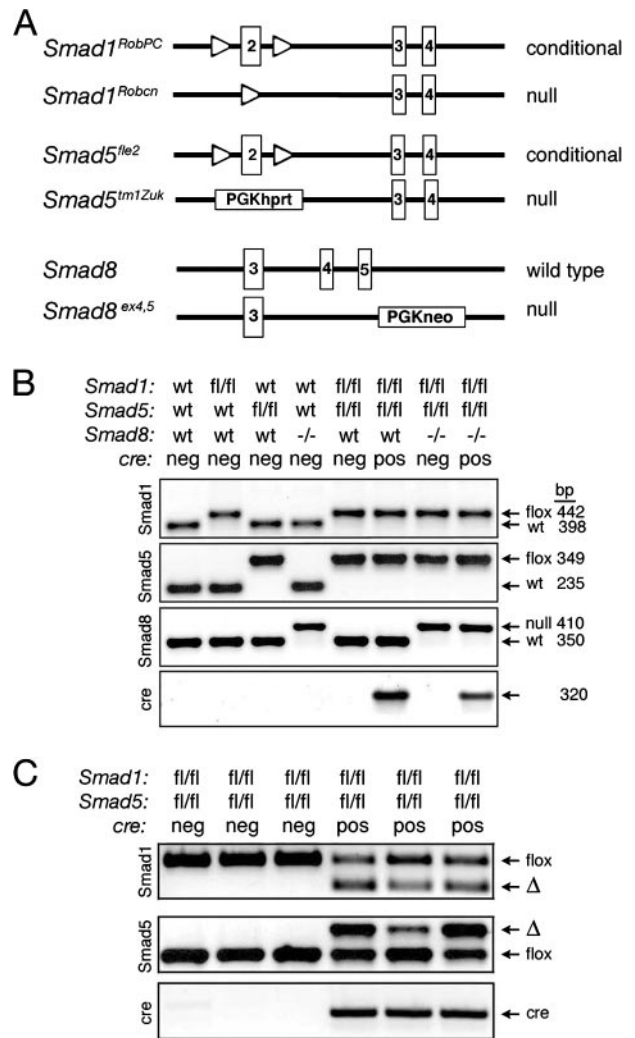 A
Smad1 RobPC 2 3 4 conditional
Smad1 Robcn 3 4 null
Smad5 fle2 2 3 4 conditional
Smad5 tm1Zuk PGKhprt 3 4 null
Smad8 3 4 5 wild type
Smad8 ex4,5 3 PGKneo null
B
Smad1: wt fl/fl wt wt fl/fl fl/fl fl/fl fl/fl
Smad5: wt wt fl/fl wt fl/fl fl/fl fl/fl fl/fl
Smad8: wt wt wt -/- wt wt -/- -/-
cre: neg neg neg neg neg pos neg pos
bp
Smad1 flox 442
wt 398
Smad5 flox 349
wt 235
Smad8 null 410
wt 350
cre 320
C
Smad1: fl/fl fl/fl fl/fl fl/fl fl/fl fl/fl
Smad5: fl/fl fl/fl fl/fl fl/fl fl/fl fl/fl
cre: neg neg neg pos pos pos
Smad1 flox
Δ
Smad5 Δ
flox
cre cre